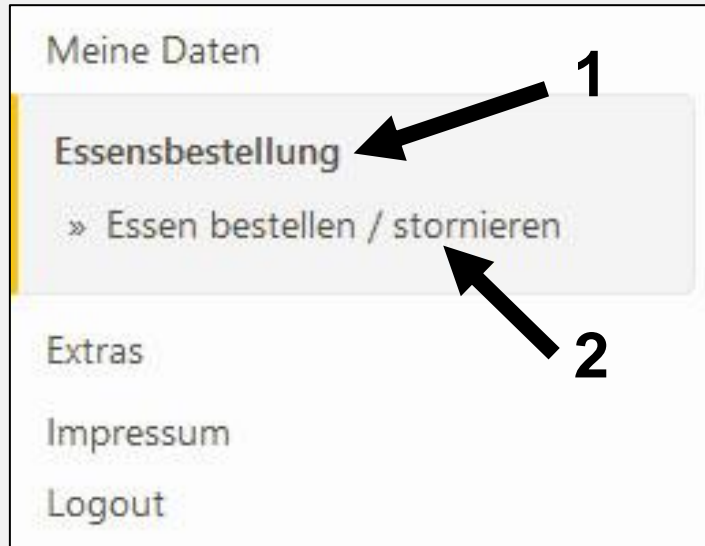 Meine Daten
1
Essensbestellung
» Essen bestellen / stornieren
2
Extras
Impressum
Logout